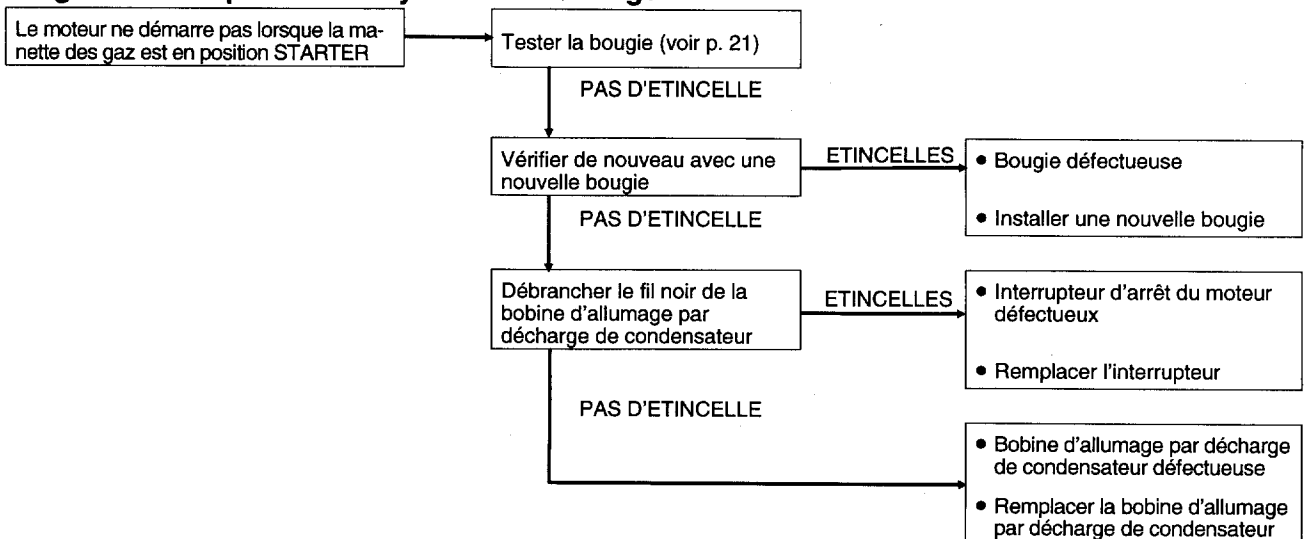 Le moteur ne démarre pas lorsque la ma-
nette des gaz est en position STARTER
Tester la bougie (voir p. 21)
PAS D'ETINCELLE
Vérifier de nouveau avec une
nouvelle bougie
ETINCELLES
• Bougie défectueuse
• Installer une nouvelle bougie
PAS D'ETINCELLE
Débrancher le fil noir de la
bobine d'allumage par
décharge de condensateur
ETINCELLES
• Interrupteur d'arrêt du moteur
défectueux
• Remplacer l'interrupteur
PAS D'ETINCELLE
• Bobine d'allumage par décharge
de condensateur défectueuse
• Remplacer la bobine d'allumage
par décharge de condensateur